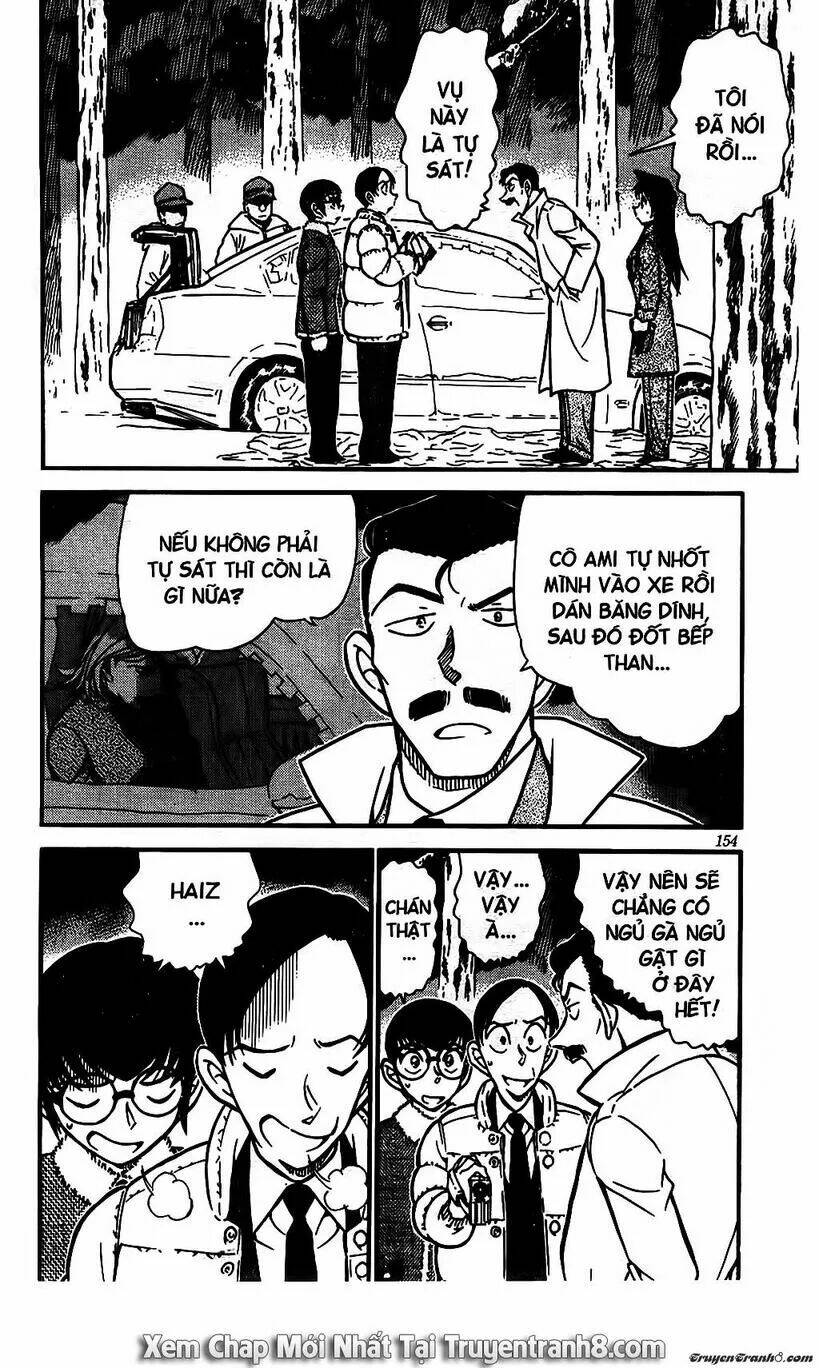 TÔI
ĐÃ NÓI
RỒI...
VỤ
NÀY
LÀ TỰ
SÁT!
CÔ AMI TỰ NHỐT
MÌNH VÀO XE RỒI
DÁN BĂNG DÍNH,
SAU ĐÓ ĐỐT BẾP
THAN...
NẾU KHÔNG PHẢI
TỰ SÁT THÌ CÒN LÀ
GÌ NỮA?
154
VẬY NÊN SẼ
CHẲNG CÓ
NGỦ GÀ NGỦ
GẬT GÌ
Ở ĐÂY
HẾT!
VẬY...
VẬY
À...
CHÁN
THẬT
...
HAIZ
...
Xem Chap Mới Nhất Tại Truyentranh8.com
TruyenTranh8.com